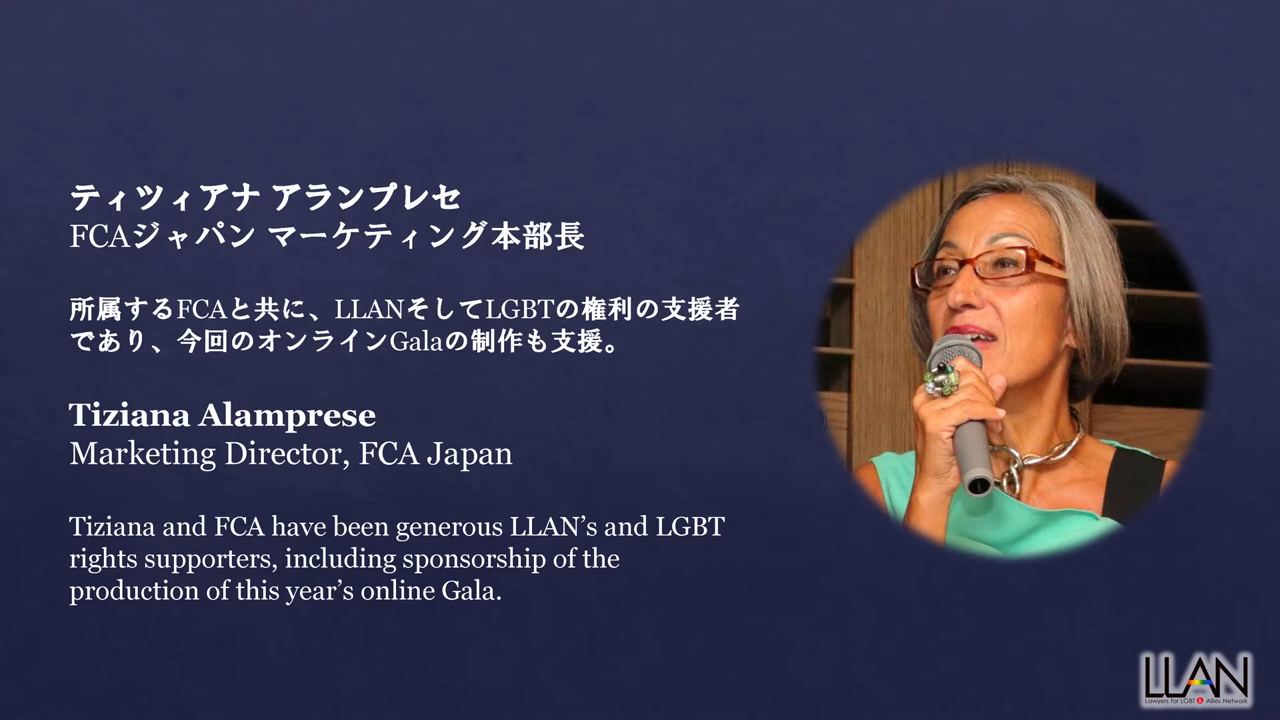 ティツィアナ アランプレセ
FCAジャパン マーケティング本部長
所属するFCAと共に、LLANそしてLGBTの権利の支援者
であり、今回のオンラインGalaの制作も支援。
Tiziana Alamprese
Marketing Director, FCA Japan
Tiziana and FCA have been generous LLAN’s and LGBT
rights supporters, including sponsorship of the
production of this year’s online Gala.
LLAN
Lawyers for LGBT & Allies Network